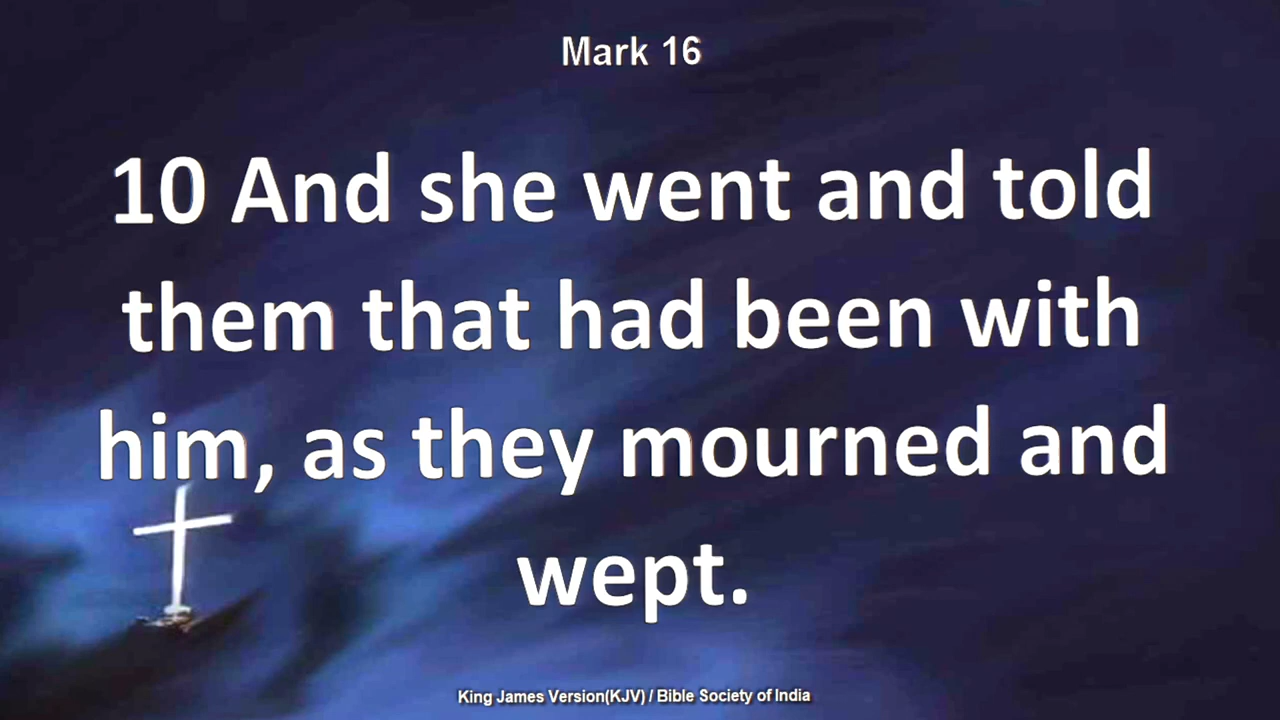 Mark 16
10 And she went and told
them that had been with
him, as they mourned and
wept.
King James Version(KJV) / Bible Society of India